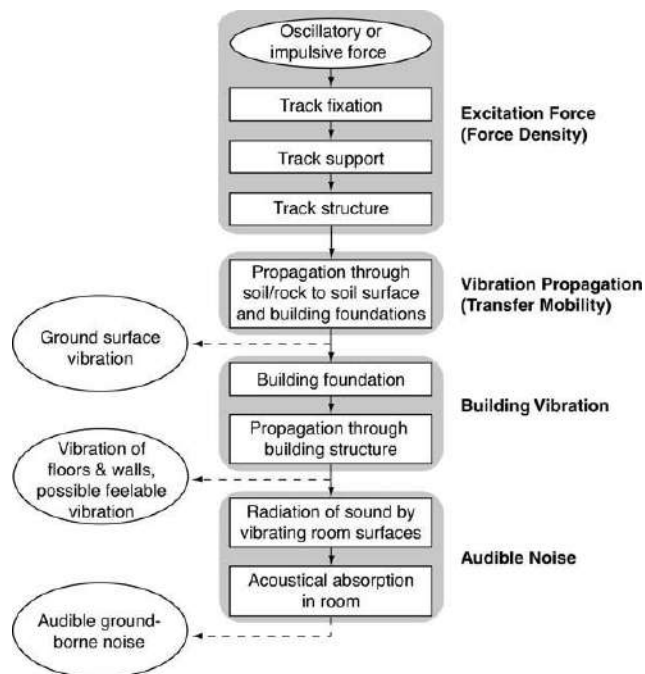 Oscillatory or
impulsive force
Track fixation
Excitation Force
(Force Density)
Track support
Track structure
Propagation through
soil/rock to soil surface
and building foundations
Vibration Propagation
(Transfer Mobility)
Ground surface
vibration
Building foundation
Building Vibration
Propagation through
building structure
Vibration of
floors & walls,
possible feelable
vibration
Radiation of sound by
vibrating room surfaces
Audible Noise
Acoustical absorption
in room
Audible ground-
borne noise